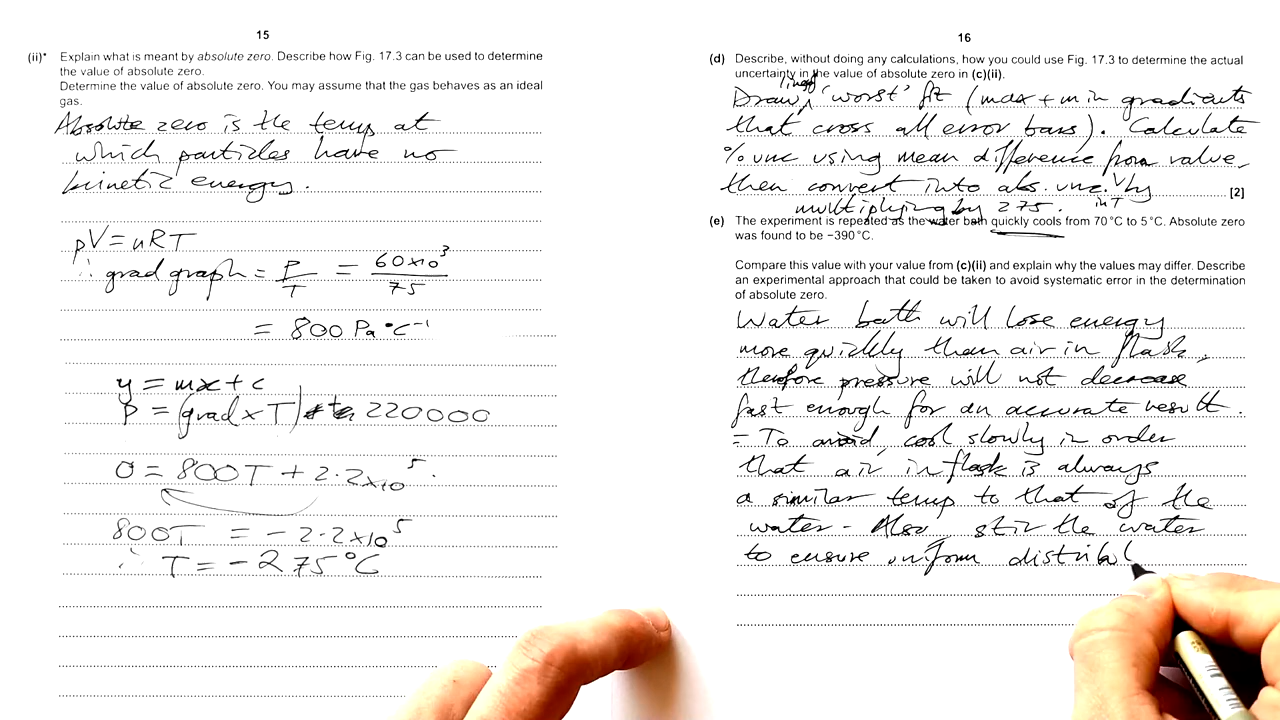 15
(ii)* Explain what is meant by absolute zero. Describe how Fig. 17.3 can be used to determine
the value of absolute zero.
Determine the value of absolute zero. You may assume that the gas behaves as an ideal
gas.
Absolute zero is the temp at
which particles have no
kinetic energy.
pV = nRT
∴ grad graph = P/T = 60×10³/75
= 800 Pa°C⁻¹
y = mx + c
P = (grad × T) 220000
0 = 800T + 2.2×10⁵
800T = -2.2×10⁵
∴ T = -275°C
16
(d) Describe, without doing any calculations, how you could use Fig. 17.3 to determine the actual
uncertainty in the value of absolute zero in (c)(ii).
lines of
Draw 'worst' fit (max + min gradients
that cross all error bars). Calculate
% unc using mean difference from value,
then convert into abs. unc. by
in T
multiplying by 275.
[2]
(e) The experiment is repeated as the water bath quickly cools from 70 °C to 5 °C. Absolute zero
was found to be −390 °C.
Compare this value with your value from (c)(ii) and explain why the values may differ. Describe
an experimental approach that could be taken to avoid systematic error in the determination
of absolute zero.
Water bath will lose energy
more quickly than air in flask,
therefore pressure will not decrease
fast enough for an accurate result.
- To avoid, cool slowly in order
that air in flask is always
a similar temp to that of the
water - Also stir the water
to ensure uniform distrib